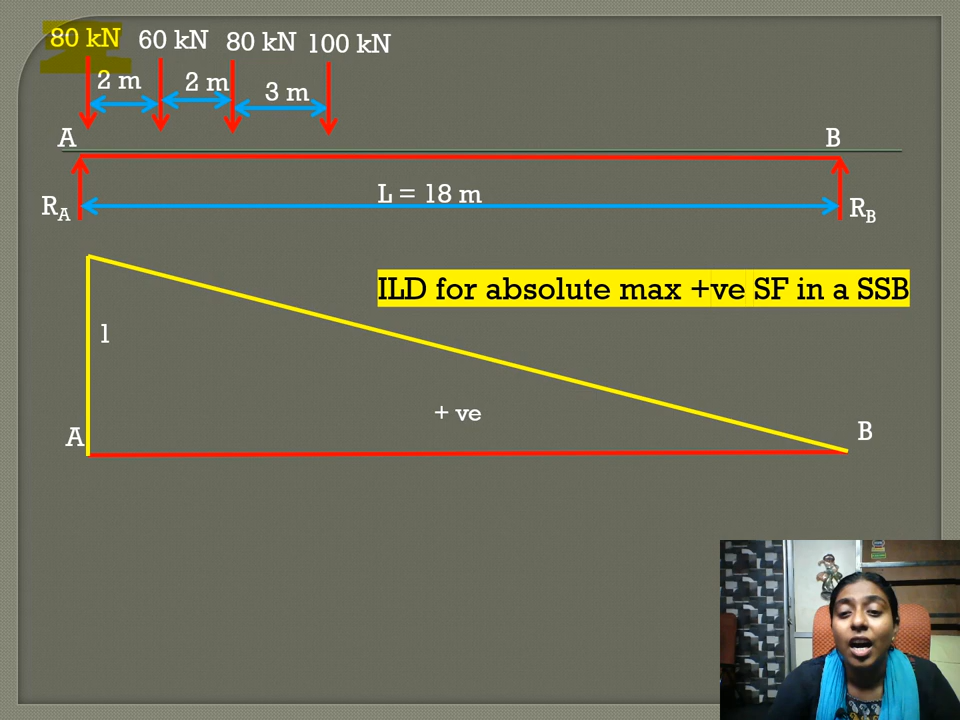 80 kN 60 kN 80 kN 100 kN
2 m 2 m 3 m
A B
L = 18 m
RA RB
ILD for absolute max +ve SF in a SSB
1
+ ve
A B